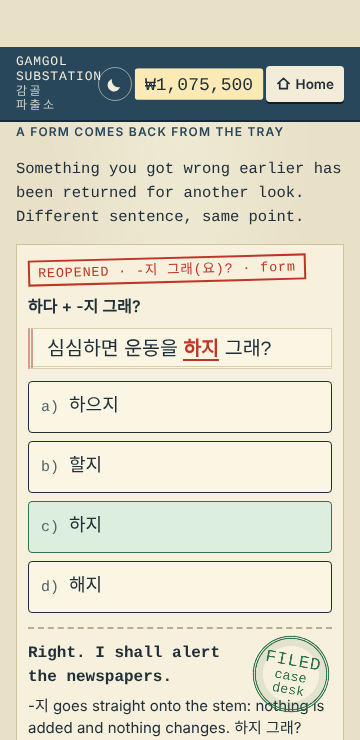 GAMGOL
SUBSTATION
감골
파출소
₩1,075,500
Home
A FORM COMES BACK FROM THE TRAY
Something you got wrong earlier has
been returned for another look.
Different sentence, same point.
REOPENED · -지 그래(요)? · form
하다 + -지 그래?
심심하면 운동을 하지 그래?
a) 하으지
b) 할지
c) 하지
d) 해지
Right. I shall alert
the newspapers.
FILED
case
desk
-지 goes straight onto the stem: nothing is
added and nothing changes. 하지 그래?